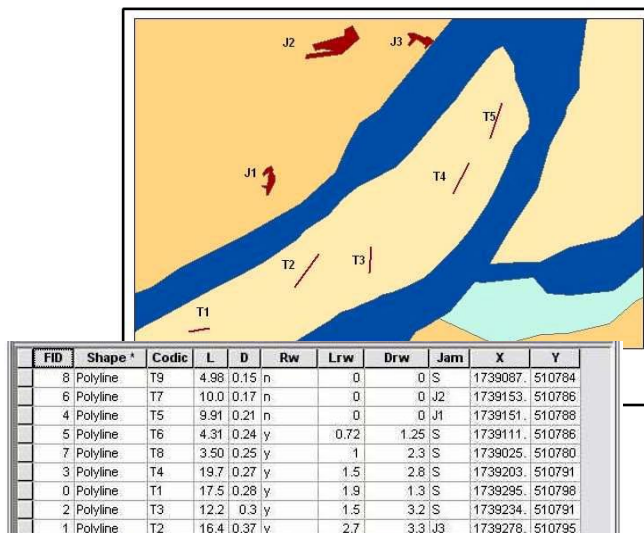 J2
J3
T5
J1
T4
T2
T3
T1
FID Shape * Codic L D Rw Lrw Drw Jam X Y
8 Polyline T9 4.98 0.15 n 0 0 S 1739087. 510784
6 Polyline T7 10.0 0.17 n 0 0 J2 1739153. 510786
4 Polyline T5 9.91 0.21 n 0 0 J1 1739151. 510788
5 Polyline T6 4.31 0.24 y 0.72 1.25 S 1739111. 510786
7 Polyline T8 3.50 0.25 y 1 2.3 S 1739025. 510780
3 Polyline T4 19.7 0.27 y 1.5 2.8 S 1739203. 510791
0 Polyline T1 17.5 0.28 y 1.9 1.3 S 1739295. 510798
2 Polyline T3 12.2 0.3 y 1.5 3.2 S 1739234. 510791
1 Polyline T2 16.4 0.37 y 2.7 3.3 J3 1739278. 510795